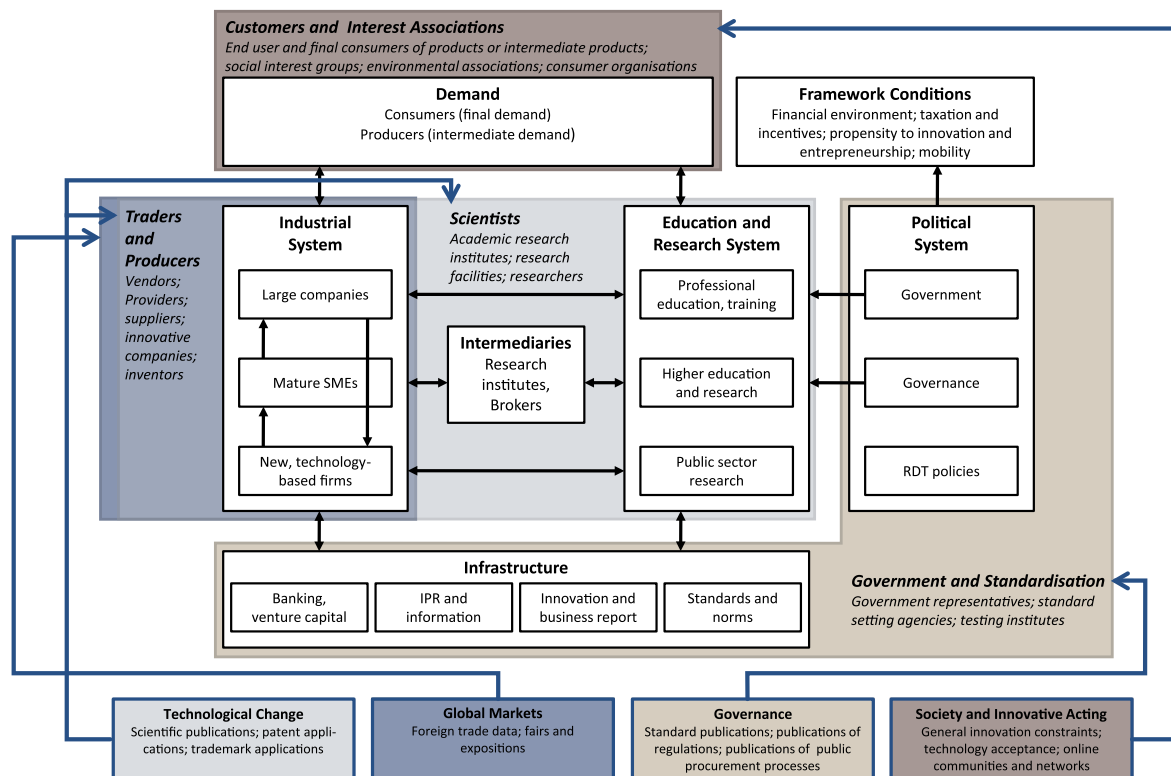 Customers and Interest Associations
End user and final consumers of products or intermediate products;
social interest groups; environmental associations; consumer organisations
Demand
Consumers (final demand)
Producers (intermediate demand)
Framework Conditions
Financial environment; taxation and
incentives; propensity to innovation and
entrepreneurship; mobility
Traders
and
Producers
Vendors;
Providers;
suppliers;
innovative
companies;
inventors
Industrial
System
Large companies
Mature SMEs
New, technology-
based firms
Scientists
Academic research
institutes; research
facilities; researchers
Intermediaries
Research
institutes,
Brokers
Education and
Research System
Professional
education, training
Higher education
and research
Public sector
research
Political
System
Government
Governance
RDT policies
Infrastructure
Banking,
venture capital
IPR and
information
Innovation and
business report
Standards and
norms
Government and Standardisation
Government representatives; standard
setting agencies; testing institutes
Technological Change
Scientific publications; patent appli-
cations; trademark applications
Global Markets
Foreign trade data; fairs and
expositions
Governance
Standard publications; publications of
regulations; publications of public
procurement processes
Society and Innovative Acting
General innovation constraints;
technology acceptance; online
communities and networks